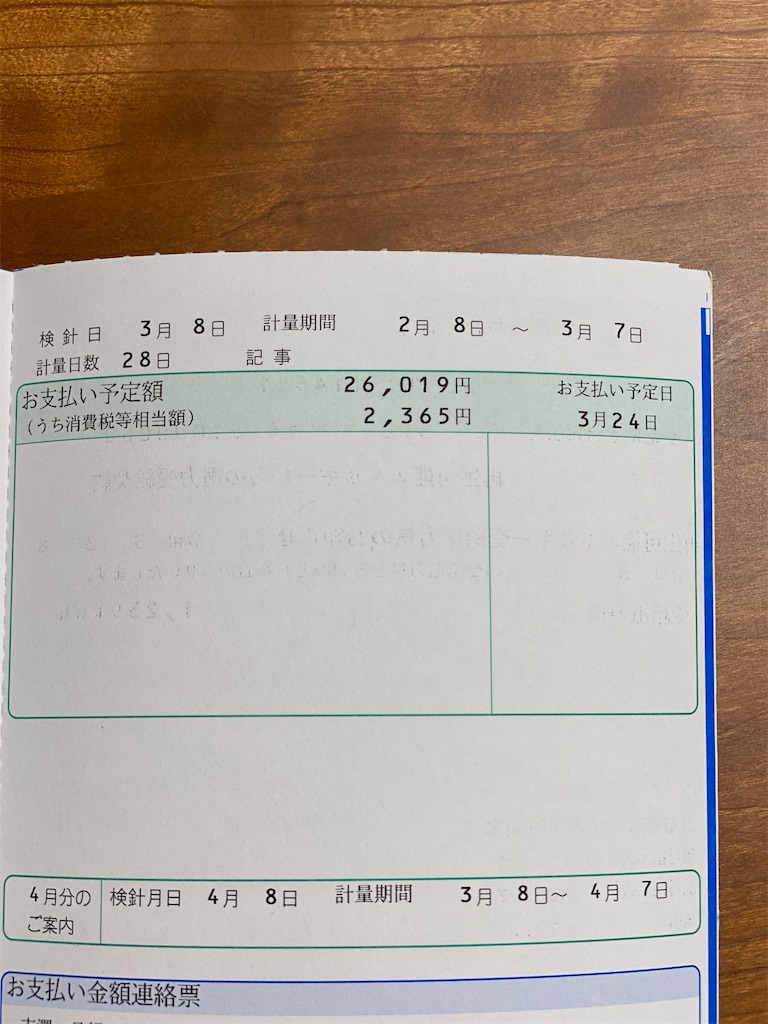 検針日 3月 8日 計量期間 2月 8日 ～ 3月 7日
計量日数 28日 記事
お支払い予定額 26,019円 お支払い予定日
（うち消費税等相当額） 2,365円 3月24日
4月分の 検針月日 4月 8日 計量期間 3月 8日～ 4月 7日
ご案内
お支払い金額連絡票